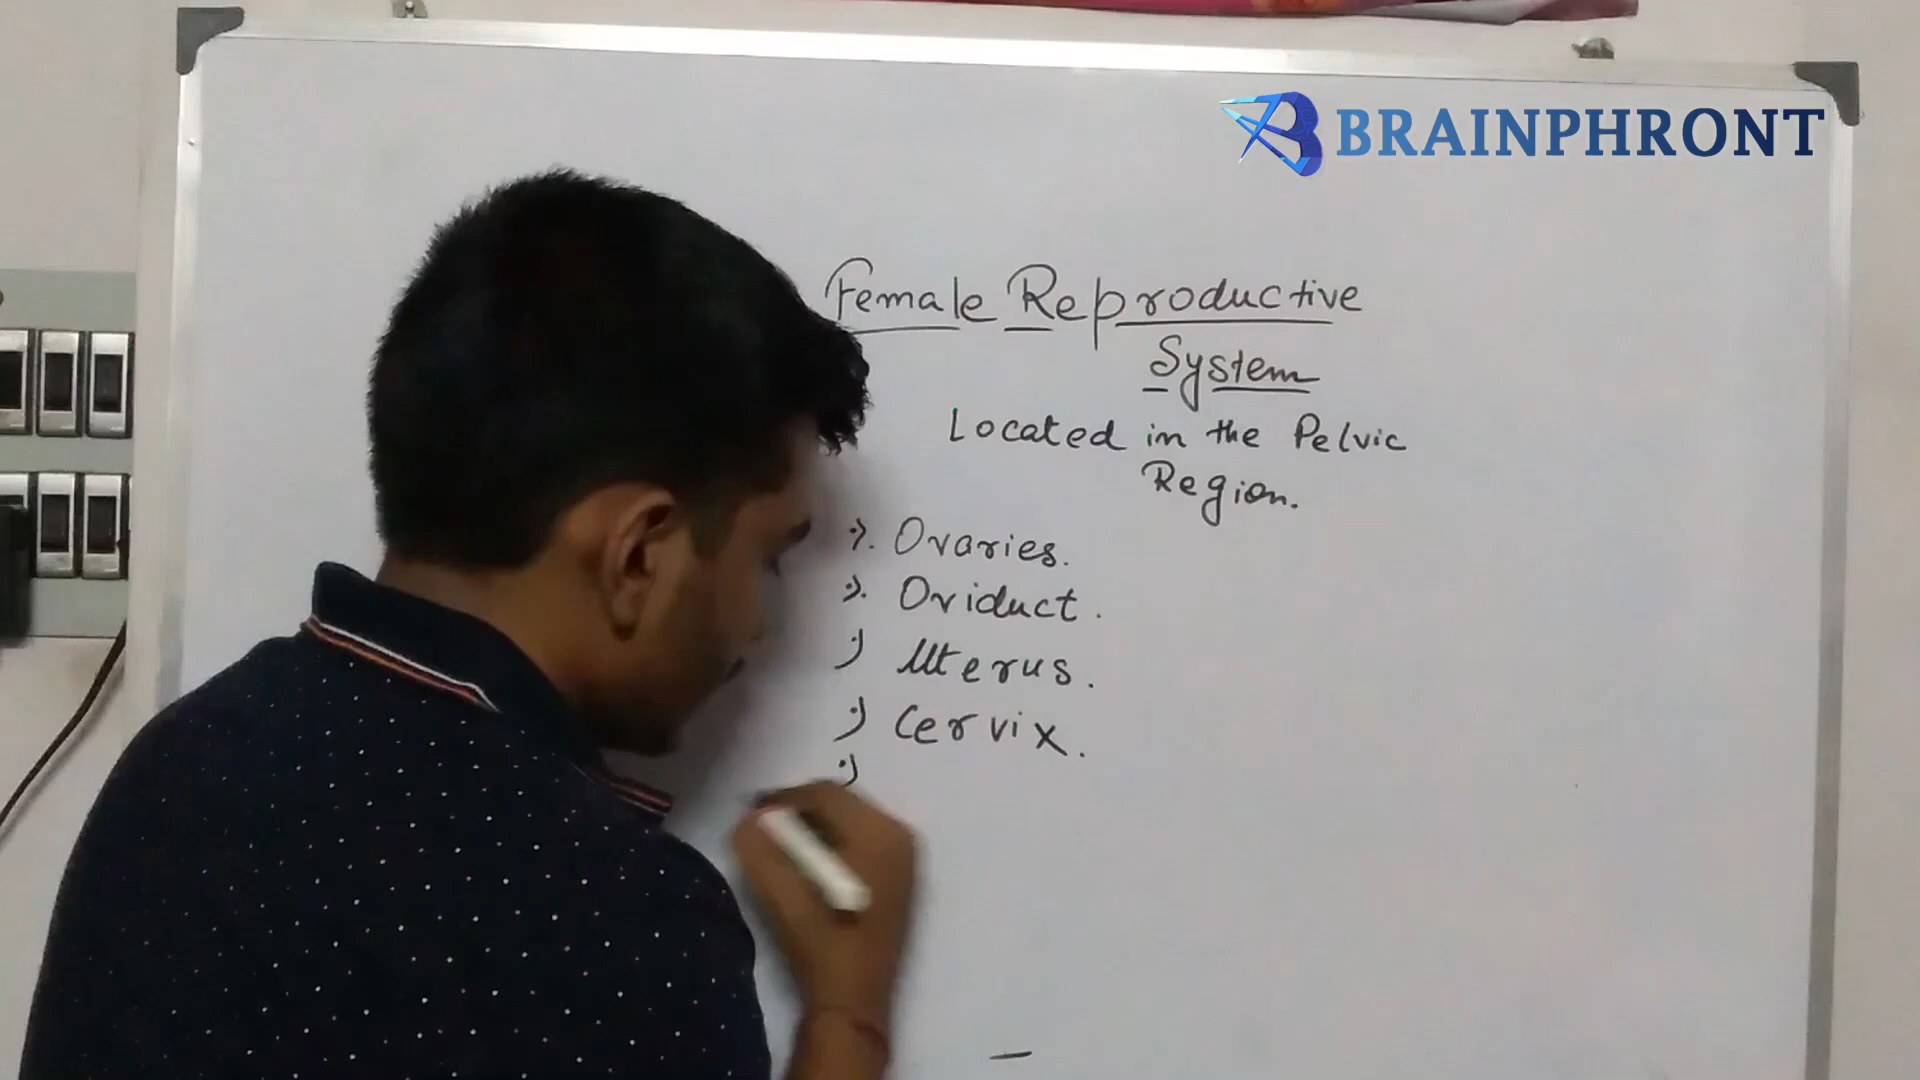 BRAINPHRONT
Female Reproductive
System
Located in the Pelvic
Region.
Ovaries.
Oviduct.
Uterus.
Cervix.